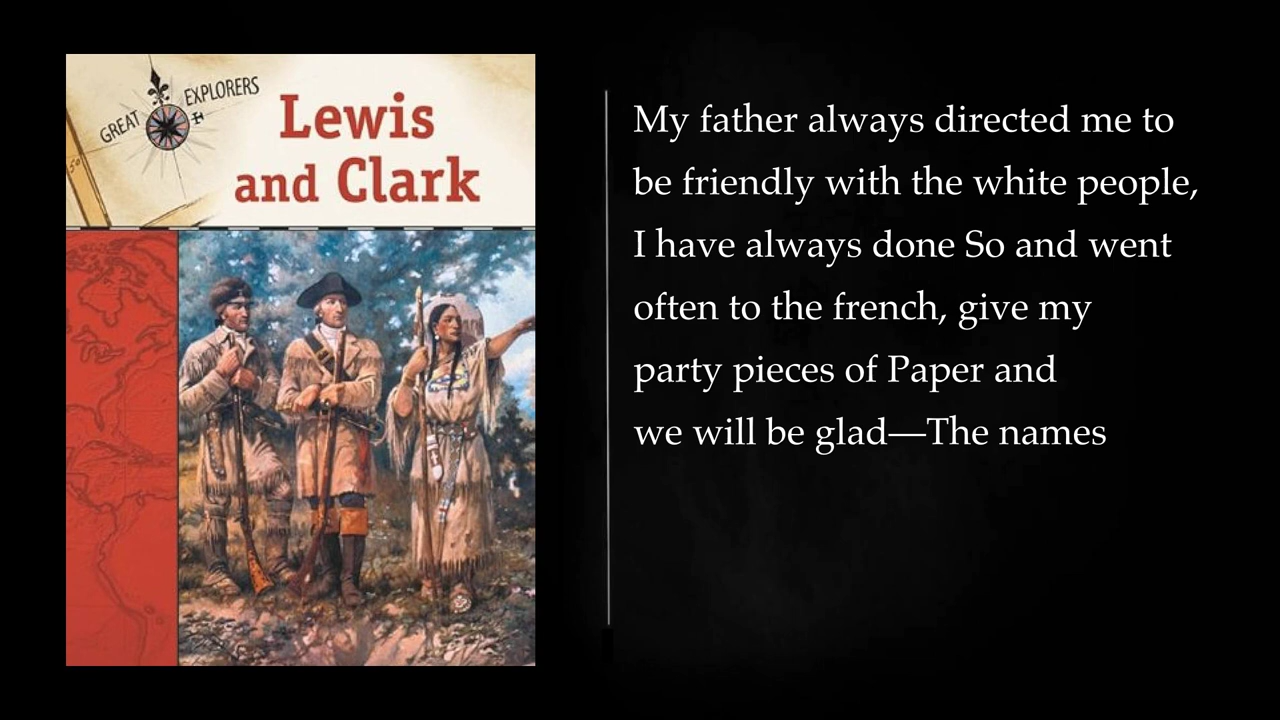 GREAT EXPLORERS
Lewis
and Clark
50
My father always directed me to
be friendly with the white people,
I have always done So and went
often to the french, give my
party pieces of Paper and
we will be glad—The names